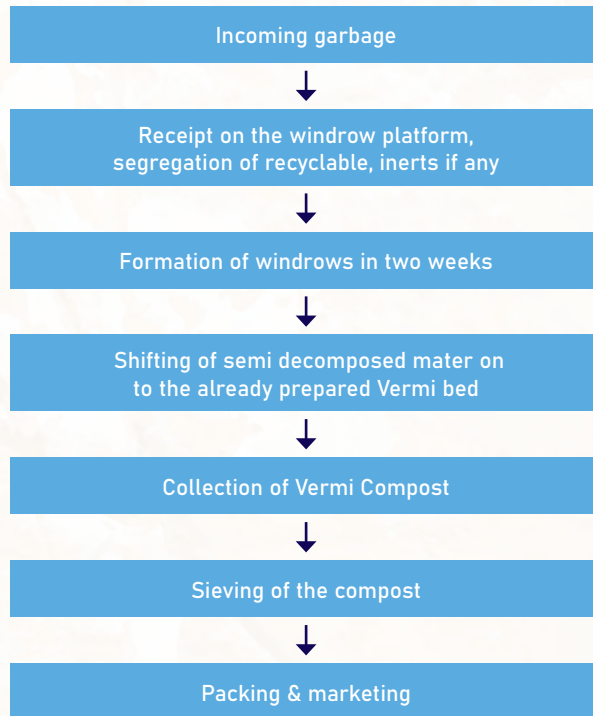 Incoming garbage
Receipt on the windrow platform,
segregation of recyclable, inerts if any
Formation of windrows in two weeks
Shifting of semi decomposed mater on
to the already prepared Vermi bed
Collection of Vermi Compost
Sieving of the compost
Packing & marketing